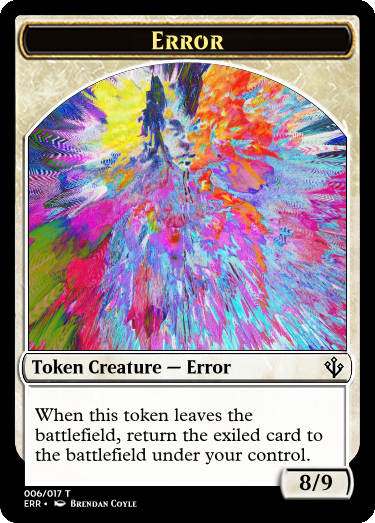 Error
Token Creature — Error
When this token leaves the
battlefield, return the exiled card to
the battlefield under your control.
8/9
006/017 T
ERR • Brendan Coyle